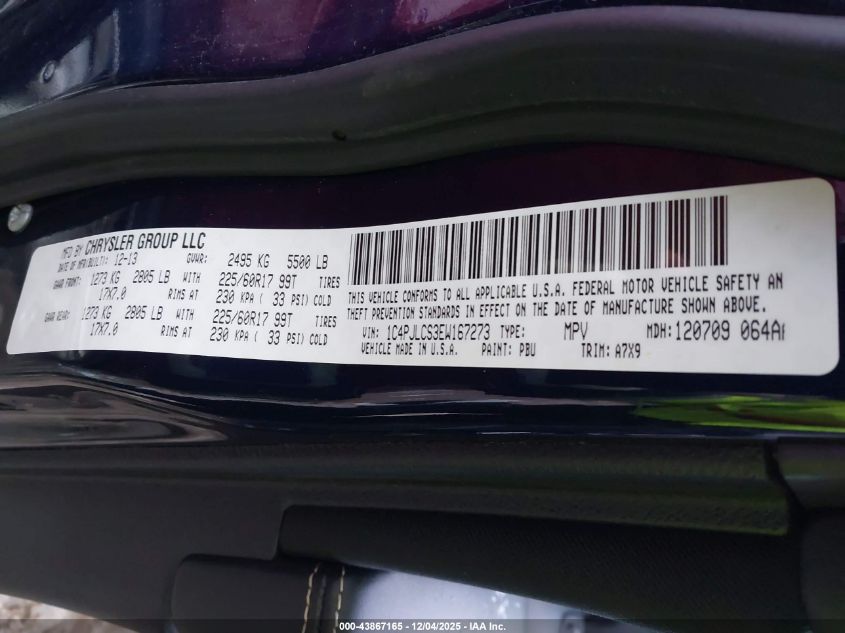 MFD BY CHRYSLER GROUP LLC
DATE OF MFR(BUILT): 12-13 GVWR: 2495 KG 5500 LB
GAWR FRONT: 1273 KG 2805 LB WITH 225/60R17 99T TIRES
17X7.0 RIMS AT 230 KPA ( 33 PSI) COLD
GAWR REAR: 1273 KG 2805 LB WITH 225/60R17 99T TIRES
17X7.0 RIMS AT 230 KPA ( 33 PSI) COLD
THIS VEHICLE CONFORMS TO ALL APPLICABLE U.S.A. FEDERAL MOTOR VEHICLE SAFETY AN
THEFT PREVENTION STANDARDS IN EFFECT ON THE DATE OF MANUFACTURE SHOWN ABOVE.
VIN: 1C4PJLCS3EW167273 TYPE: MPV MDH: 120709 064A
VEHICLE MADE IN U.S.A. PAINT: PBU TRIM: A7X9
000-43867165 - 12/04/2025 - IAA Inc.